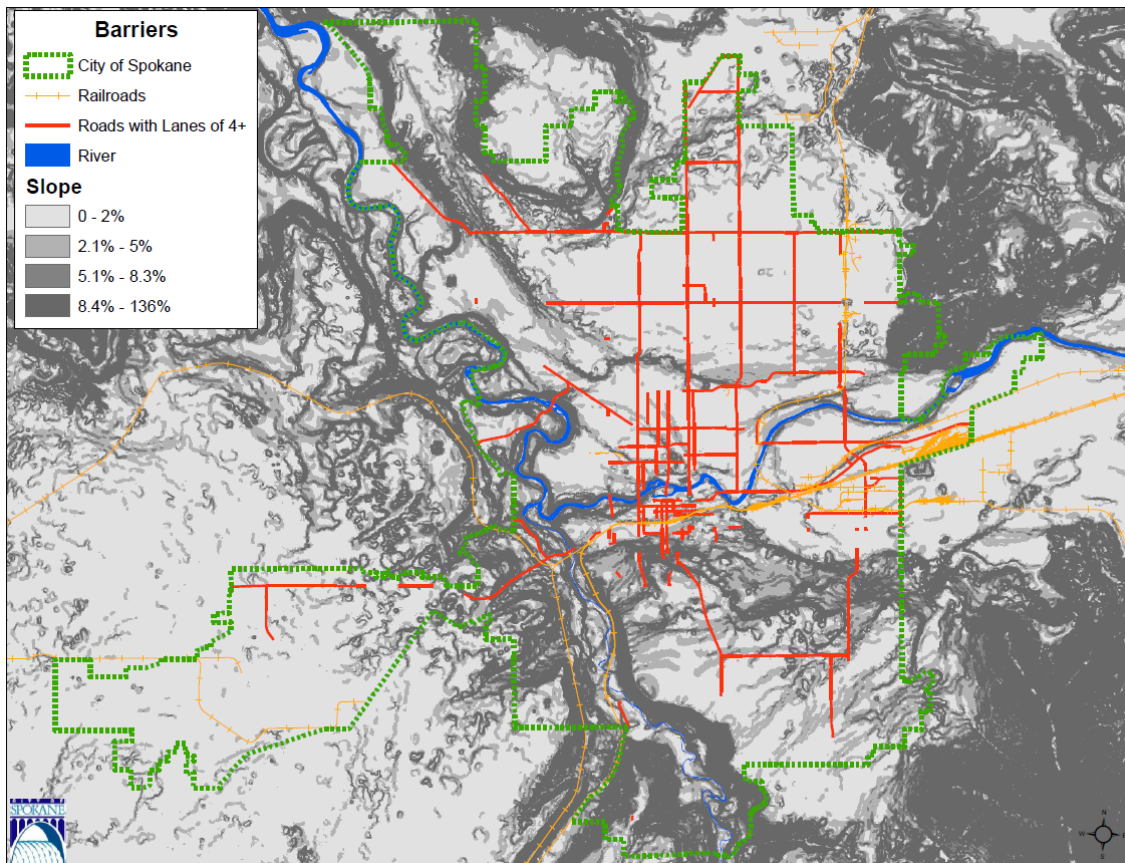 Barriers
City of Spokane
Railroads
Roads with Lanes of 4+
River
Slope
0 - 2%
2.1% - 5%
5.1% - 8.3%
8.4% - 136%
SPOKANE
N
W
E
S